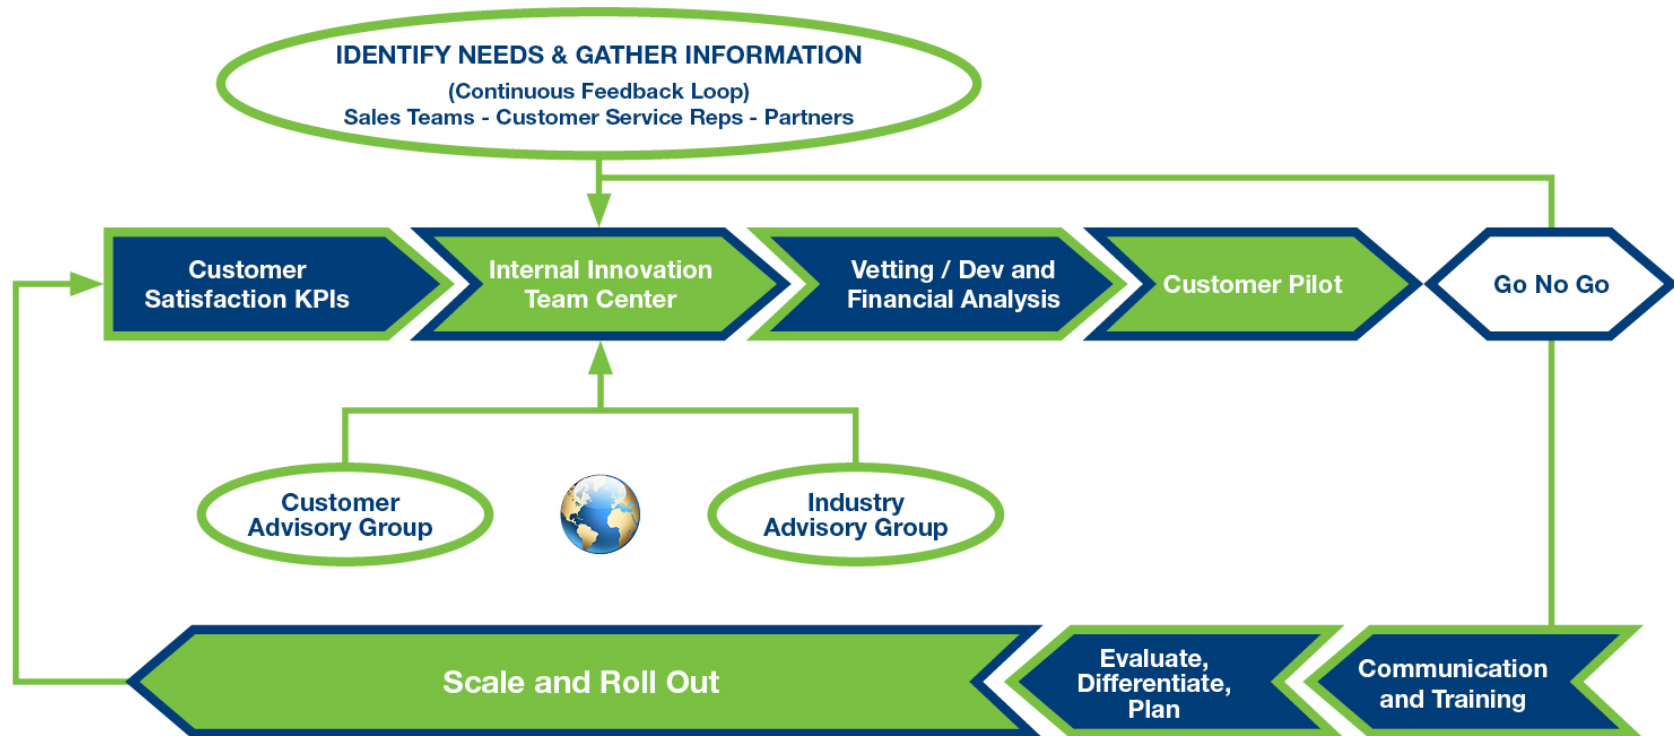 IDENTIFY NEEDS & GATHER INFORMATION
(Continuous Feedback Loop)
Sales Teams - Customer Service Reps - Partners
Customer
Satisfaction KPIs
Internal Innovation
Team Center
Vetting / Dev and
Financial Analysis
Customer Pilot
Go No Go
Customer
Advisory Group
Industry
Advisory Group
Scale and Roll Out
Evaluate,
Differentiate,
Plan
Communication
and Training